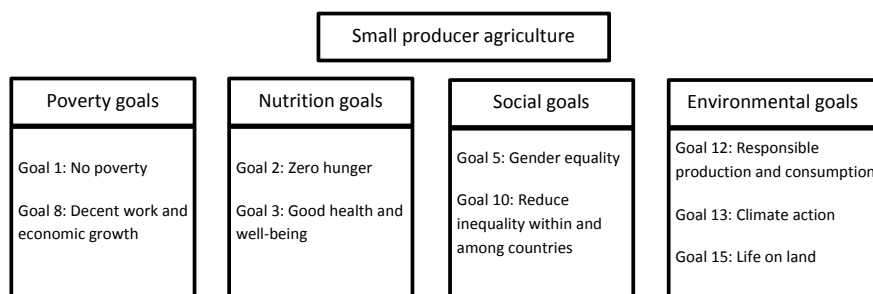 Small producer agriculture
Poverty goals
Goal 1: No poverty
Goal 8: Decent work and
economic growth
Nutrition goals
Goal 2: Zero hunger
Goal 3: Good health and
well-being
Social goals
Goal 5: Gender equality
Goal 10: Reduce
inequality within and
among countries
Environmental goals
Goal 12: Responsible
production and consumption
Goal 13: Climate action
Goal 15: Life on land